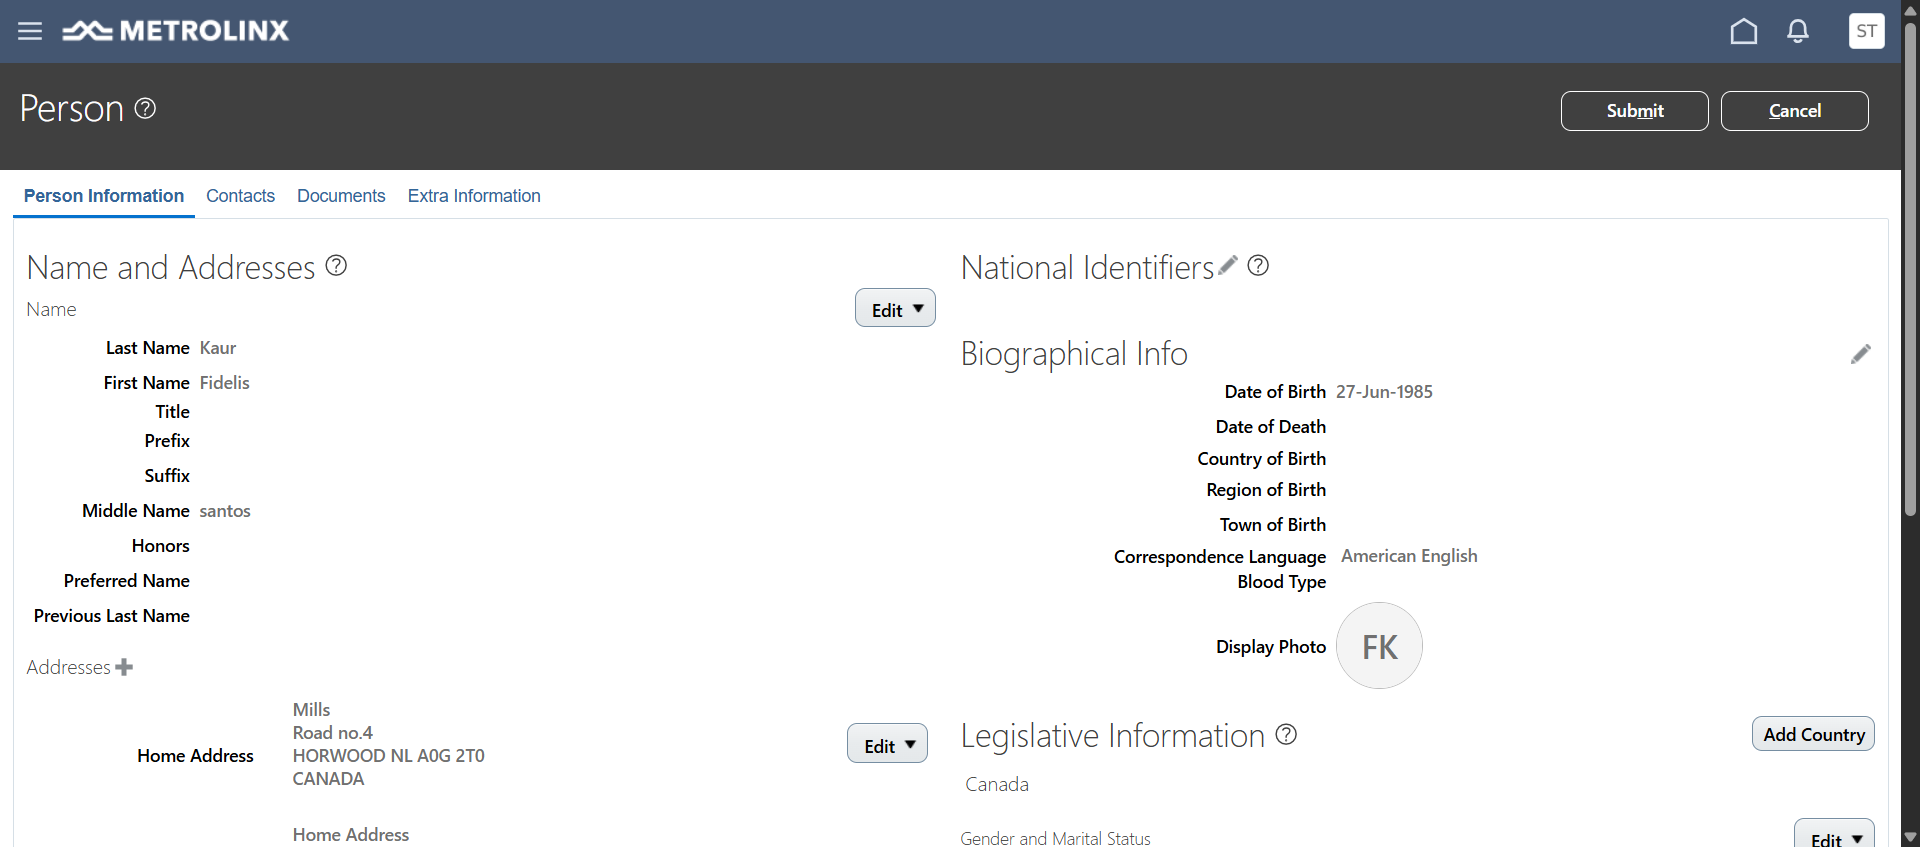 METROLINX
ST
Person
Submit
Cancel
Person Information
Contacts
Documents
Extra Information
Name and Addresses
Name
Edit
Last Name Kaur
First Name Fidelis
Title
Prefix
Suffix
Middle Name santos
Honors
Preferred Name
Previous Last Name
Addresses
Home Address
Mills
Road no.4
HORWOOD NL A0G 2T0
CANADA
Edit
Home Address
National Identifiers
Biographical Info
Date of Birth 27-Jun-1985
Date of Death
Country of Birth
Region of Birth
Town of Birth
Correspondence Language American English
Blood Type
Display Photo FK
Legislative Information
Add Country
Canada
Gender and Marital Status
Edit